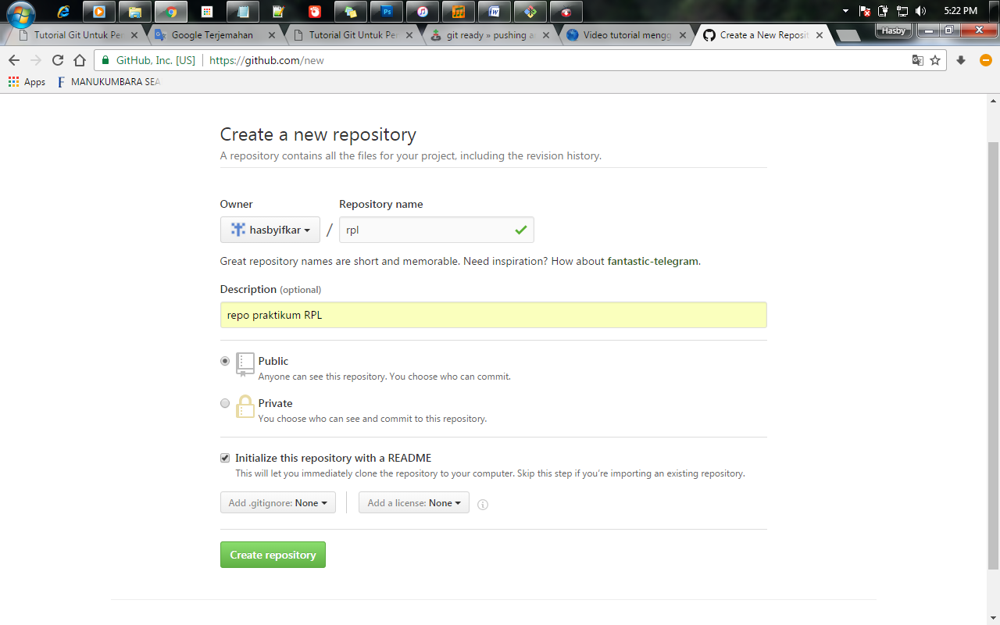 5:22 PM
Tutorial Git Untuk Per
Google Terjemahan
Tutorial Git Untuk Per
git ready » pushing a
Video tutorial mengg
Create a New Reposit
Hasby
GitHub, Inc. [US]
https://github.com/new
Apps
MANUKUMBARA SEA
Create a new repository
A repository contains all the files for your project, including the revision history.
Owner
Repository name
hasbyifkar / rpl
Great repository names are short and memorable. Need inspiration? How about fantastic-telegram.
Description (optional)
repo praktikum RPL
Public
Anyone can see this repository. You choose who can commit.
Private
You choose who can see and commit to this repository.
Initialize this repository with a README
This will let you immediately clone the repository to your computer. Skip this step if you're importing an existing repository.
Add .gitignore: None
Add a license: None
Create repository